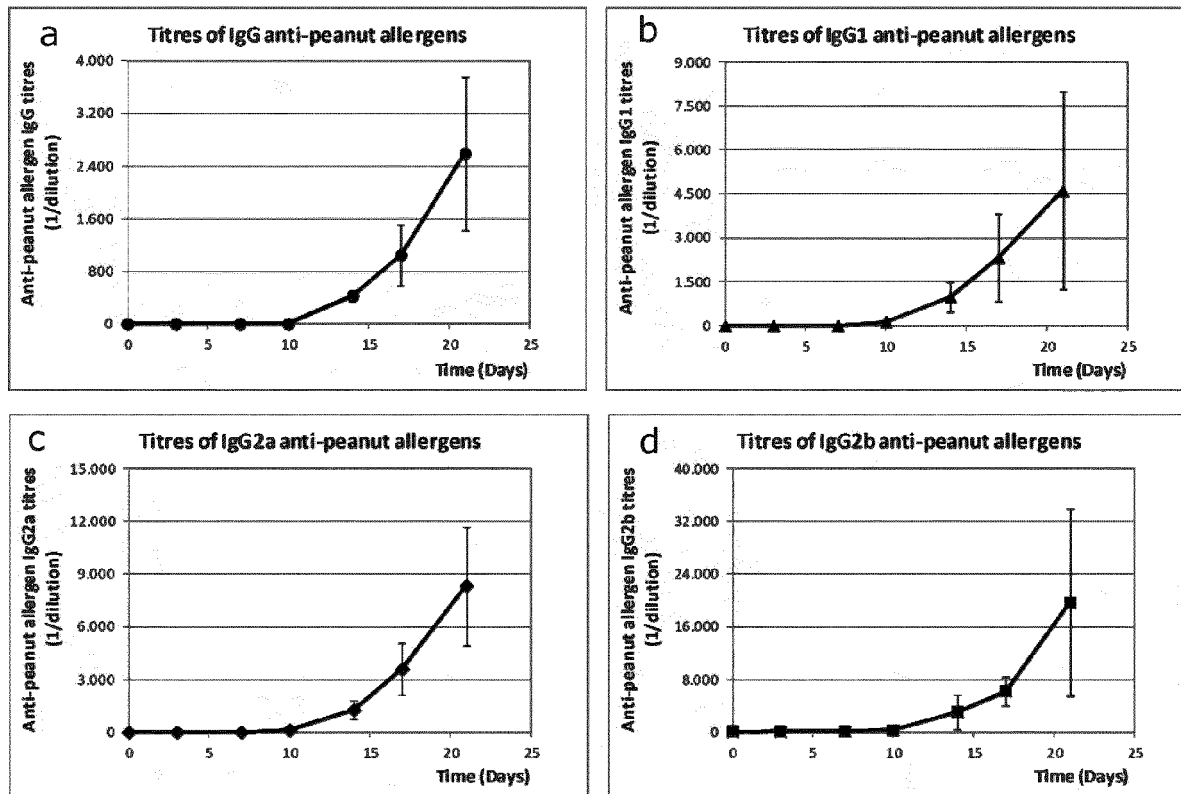 a
Titres of IgG anti-peanut allergens
Anti-peanut allergen IgG titres
(1/dilution)
4.000
3.200
2.400
1.600
800
0
0 5 10 15 20 25
Time (Days)
b
Titres of IgG1 anti-peanut allergens
Anti-peanut allergen IgG1 titres
(1/dilution)
9.000
7.500
6.000
4.500
3.000
1.500
0
0 5 10 15 20 25
Time (Days)
c
Titres of IgG2a anti-peanut allergens
Anti-peanut allergen IgG2a titres
(1/dilution)
15.000
12.000
9.000
6.000
3.000
0
0 5 10 15 20 25
Time (Days)
d
Titres of IgG2b anti-peanut allergens
Anti-peanut allergen IgG2b titres
(1/dilution)
40.000
32.000
24.000
16.000
8.000
0
0 5 10 15 20 25
Time (Days)